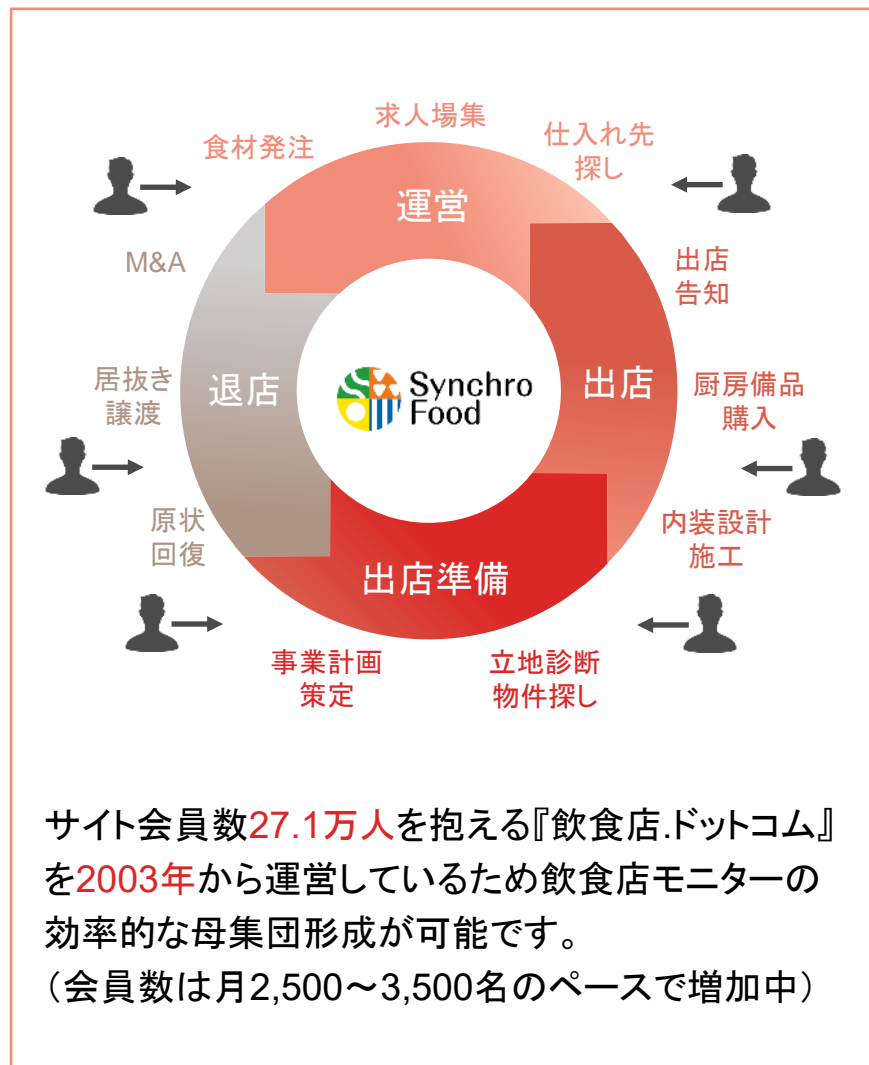 求人場集
食材発注
仕入れ先
探し
運営
M&A
出店
告知
居抜き
譲渡
退店
Synchro
Food
出店
厨房備品
購入
原状
回復
内装設計
施工
出店準備
事業計画
策定
立地診断
物件探し
サイト会員数27.1万人を抱える『飲食店.ドットコム』
を2003年から運営しているため飲食店モニターの
効率的な母集団形成が可能です。
（会員数は月2,500～3,500名のペースで増加中）